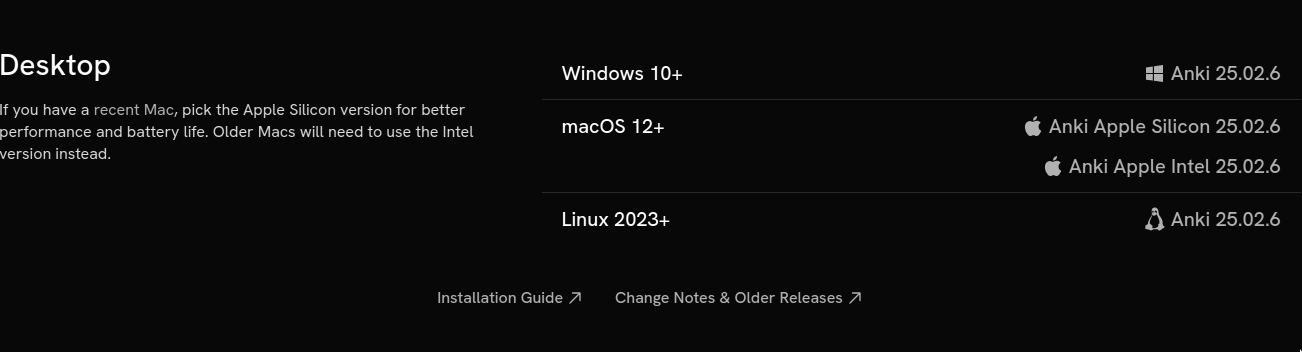 Desktop
If you have a recent Mac, pick the Apple Silicon version for better
performance and battery life. Older Macs will need to use the Intel
version instead.
Windows 10+
Anki 25.02.6
macOS 12+
Anki Apple Silicon 25.02.6
Anki Apple Intel 25.02.6
Linux 2023+
Anki 25.02.6
Installation Guide
Change Notes & Older Releases